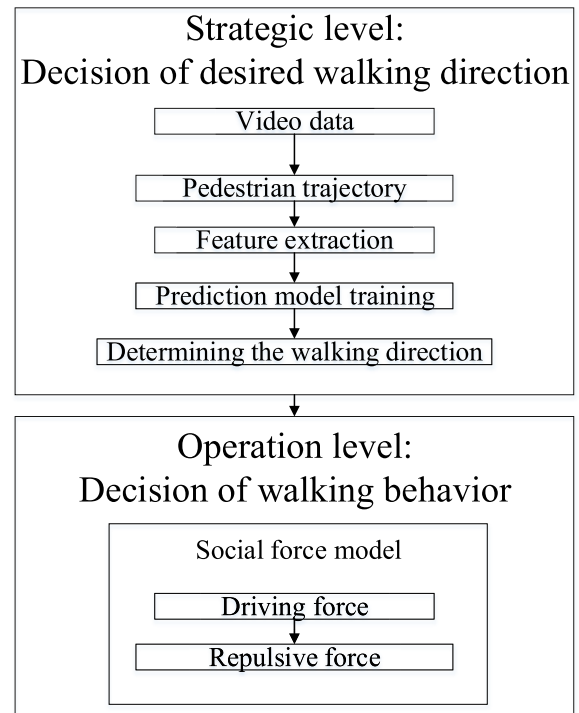 Strategic level:
Decision of desired walking direction
Video data
Pedestrian trajectory
Feature extraction
Prediction model training
Determining the walking direction
Operation level:
Decision of walking behavior
Social force model
Driving force
Repulsive force